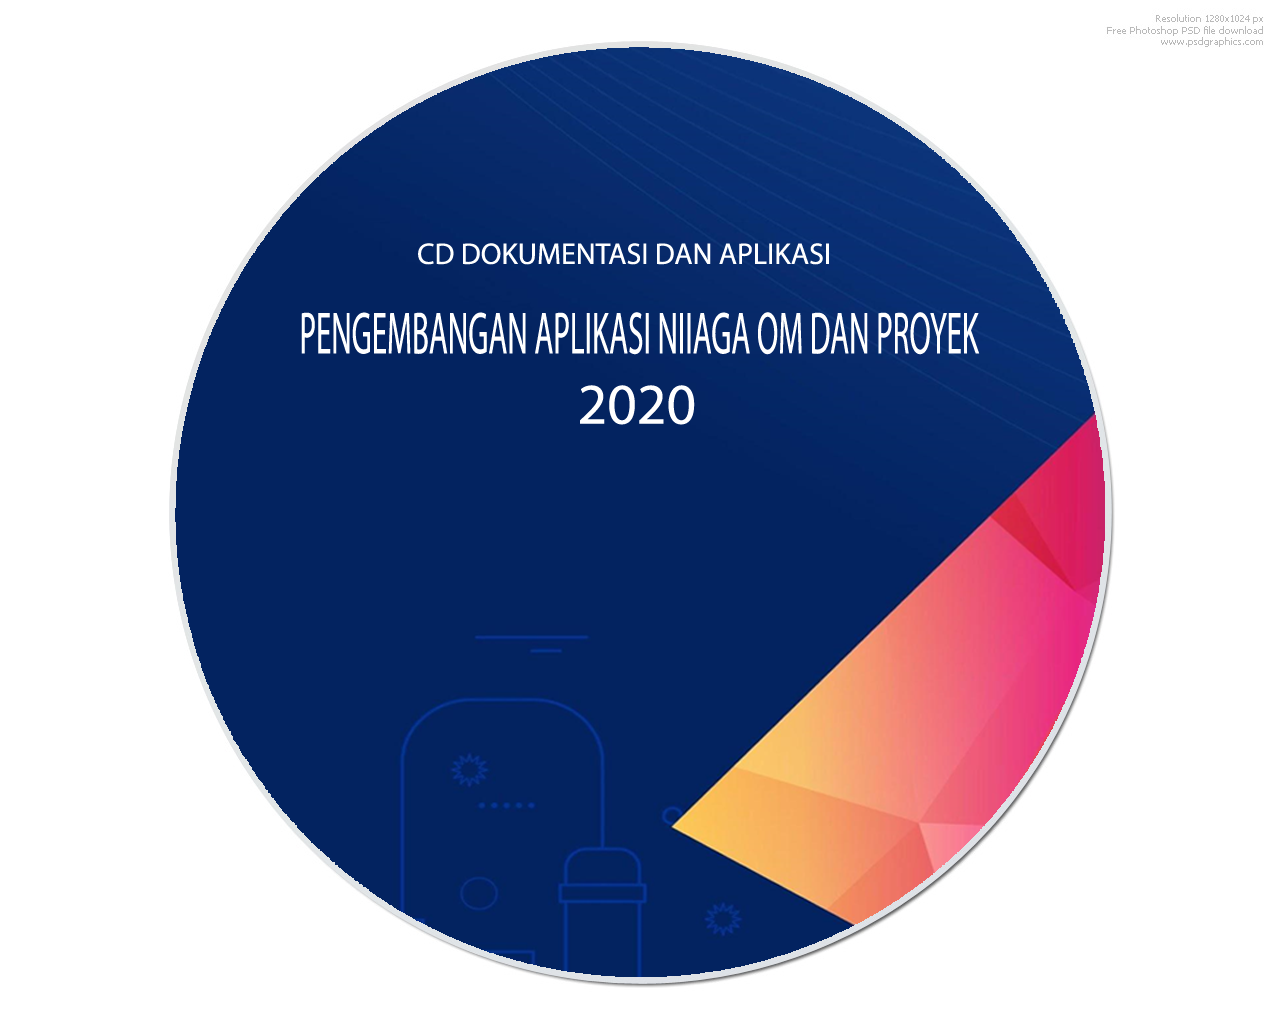 Resolution 1280x1024 px
Free Photoshop PSD file download
www.psdgraphics.com
CD DOKUMENTASI DAN APLIKASI
PENGEMBANGAN APLIKASI NIIAGA OM DAN PROYEK
2020